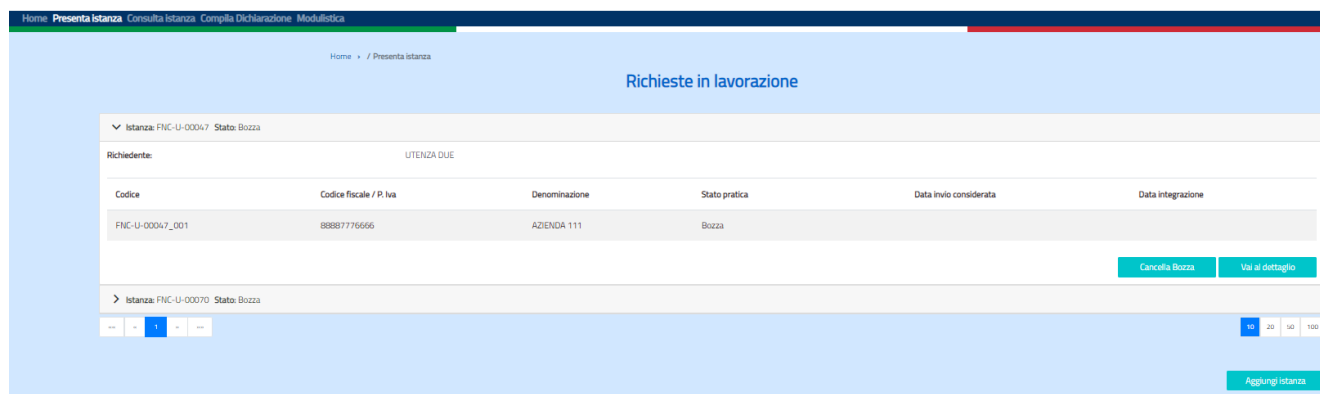 Home Presenta istanza Consulta istanza Compila Dichiarazione Modulistica
Home / Presenta istanza
Richieste in lavorazione
Istanza: FNC-U-00047 Stato: Bozza
Richiedente: UTENZA DUE
Codice Codice fiscale / P. Iva Denominazione Stato pratica Data invio considerata Data integrazione
FNC-U-00047_001 88887776666 AZIENDA 111 Bozza
Cancella Bozza Vai al dettaglio
Istanza: FNC-U-00070 Stato: Bozza
1 10 20 50 100
Aggiungi istanza